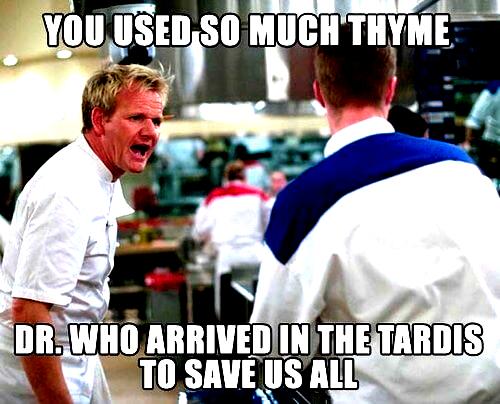 YOU USED SO MUCH THYME
DR. WHO ARRIVED IN THE TARDIS
TO SAVE US ALL